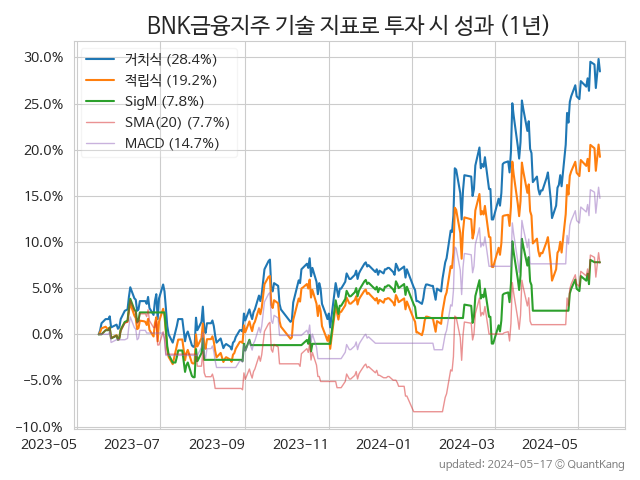 BNK금융지주 기술 지표로 투자 시 성과 (1년)
거치식 (28.4%)
적립식 (19.2%)
SigM (7.8%)
SMA(20) (7.7%)
MACD (14.7%)
30.0%
25.0%
20.0%
15.0%
10.0%
5.0%
0.0%
−5.0%
−10.0%
2023-05 2023-07 2023-09 2023-11 2024-01 2024-03 2024-05
updated: 2024-05-17 © QuantKang